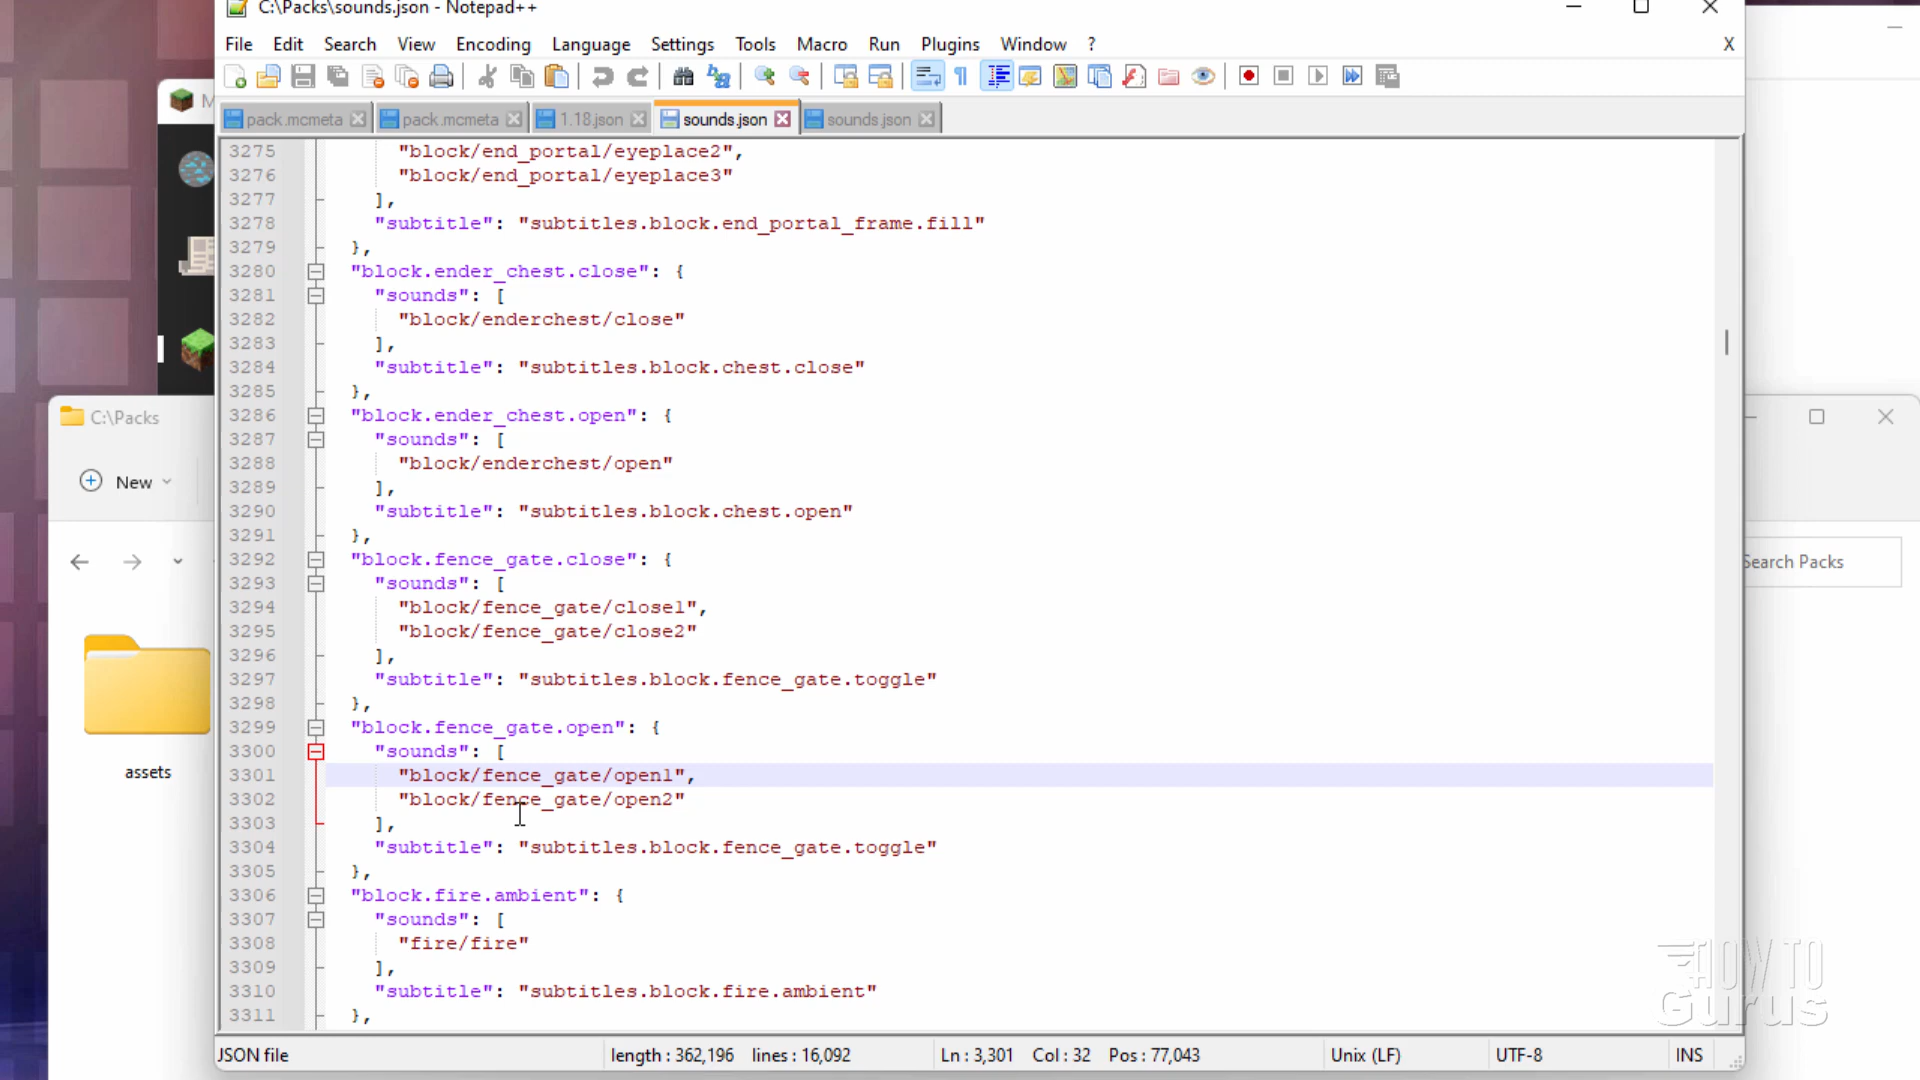 C:\Packs\sounds.json - Notepad++
File Edit Search View Encoding Language Settings Tools Macro Run Plugins Window ? X
M
pack.mcmeta pack.mcmeta 1.18.json sounds.json sounds.json
3275 "block/end_portal/eyeplace2",
3276 "block/end_portal/eyeplace3"
3277 ],
3278 "subtitle": "subtitles.block.end_portal_frame.fill"
3279 },
3280 "block.ender_chest.close": {
3281 "sounds": [
3282 "block/enderchest/close"
3283 ],
3284 "subtitle": "subtitles.block.chest.close"
3285 },
3286 "block.ender_chest.open": {
3287 "sounds": [
3288 "block/enderchest/open"
3289 ],
3290 "subtitle": "subtitles.block.chest.open"
3291 },
3292 "block.fence_gate.close": {
3293 "sounds": [
3294 "block/fence_gate/close1",
3295 "block/fence_gate/close2"
3296 ],
3297 "subtitle": "subtitles.block.fence_gate.toggle"
3298 },
3299 "block.fence_gate.open": {
3300 "sounds": [
3301 "block/fence_gate/open1",
3302 "block/fence_gate/open2"
3303 ],
3304 "subtitle": "subtitles.block.fence_gate.toggle"
3305 },
3306 "block.fire.ambient": {
3307 "sounds": [
3308 "fire/fire"
3309 ],
3310 "subtitle": "subtitles.block.fire.ambient"
3311 },
JSON file length : 362,196 lines : 16,092 Ln : 3,301 Col : 32 Pos : 77,043 Unix (LF) UTF-8 INS
C:\Packs
New
Search Packs
assets
HOW TO
Gurus